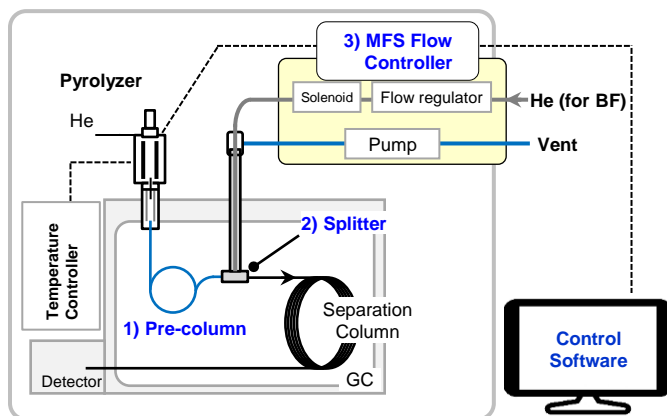 3) MFS Flow
Controller
Pyrolyzer
Solenoid
Flow regulator
He (for BF)
He
Pump
Vent
Temperature
Controller
2) Splitter
1) Pre-column
Separation
Column
Control
Software
Detector
GC